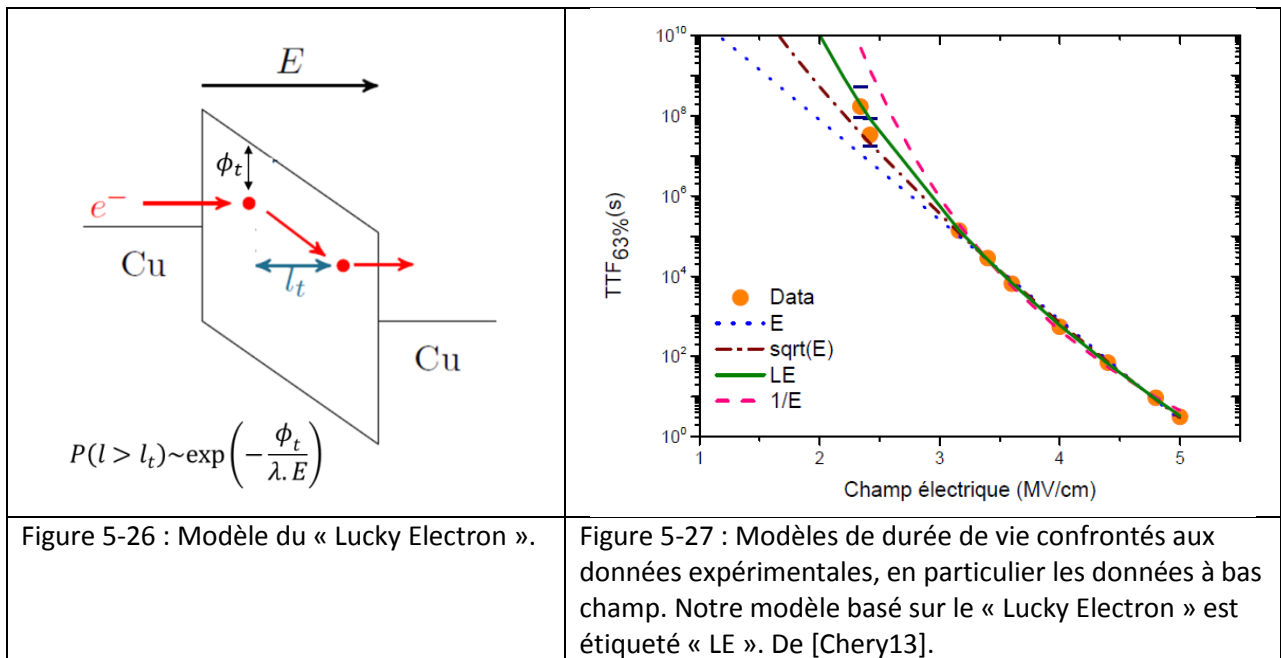 E
ϕt
e−
Cu
lt
Cu
P(l > lt)~exp(−ϕt/λ.E)
10^10
10^8
10^6
10^4
10^2
10^0
TTF63%(s)
Data
E
sqrt(E)
LE
1/E
1
2
3
4
5
Champ électrique (MV/cm)
Figure 5-26 : Modèle du « Lucky Electron ».
Figure 5-27 : Modèles de durée de vie confrontés aux
données expérimentales, en particulier les données à bas
champ. Notre modèle basé sur le « Lucky Electron » est
étiqueté « LE ». De [Chery13].